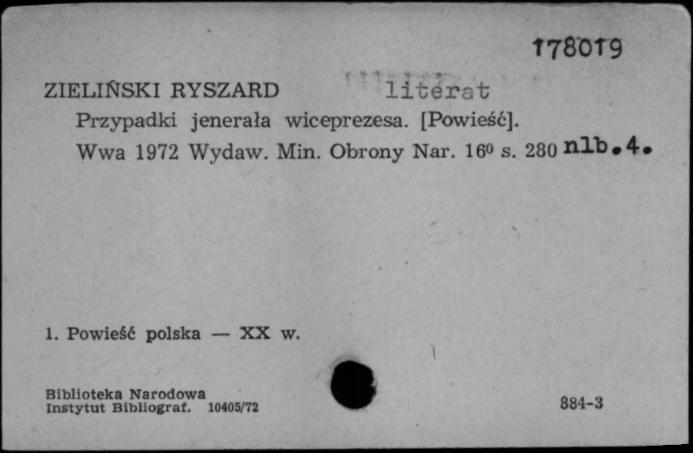 178019
ZIELIŃSKI RYSZARD literat
Przypadki jenerała wiceprezesa. [Powieść].
Wwa 1972 Wydaw. Min. Obrony Nar. 16⁰ s. 280 nlb.4.
1. Powieść polska — XX w.
Biblioteka Narodowa
Instytut Bibliograf. 10405/72
884-3